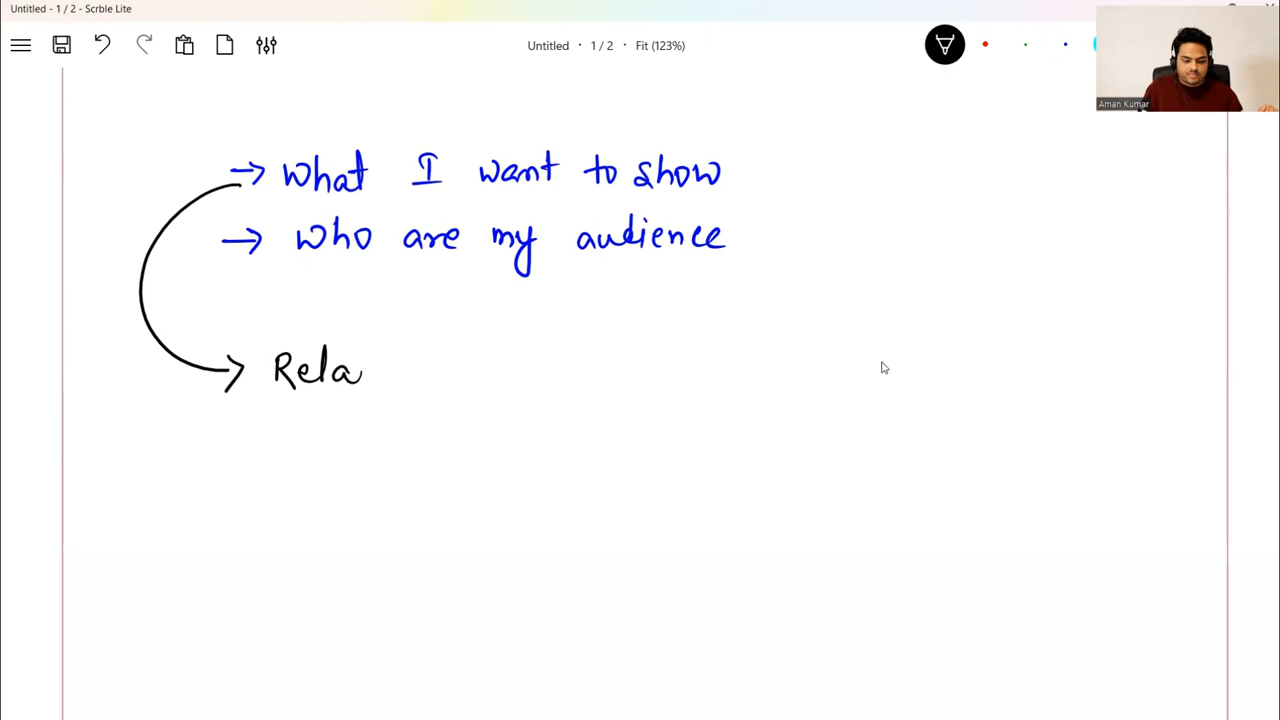 Untitled - 1 / 2 - Scrble Lite
Untitled · 1 / 2 · Fit (123%)
Aman Kumar
→ What I want to show
→ Who are my audience
→ Rela